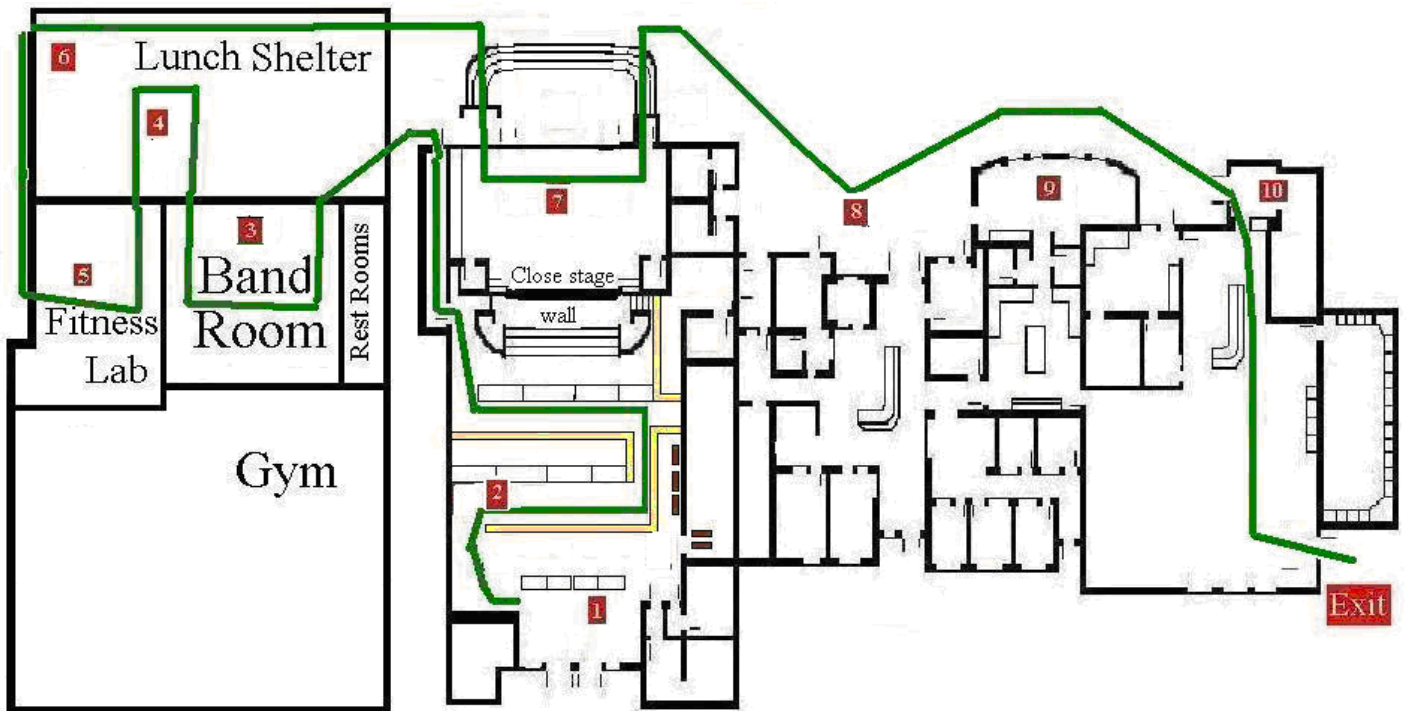 6
Lunch Shelter
4
3
Band
Room
Rest Rooms
5
Fitness
Lab
Gym
7
Close stage
wall
2
1
8
9
10
Exit